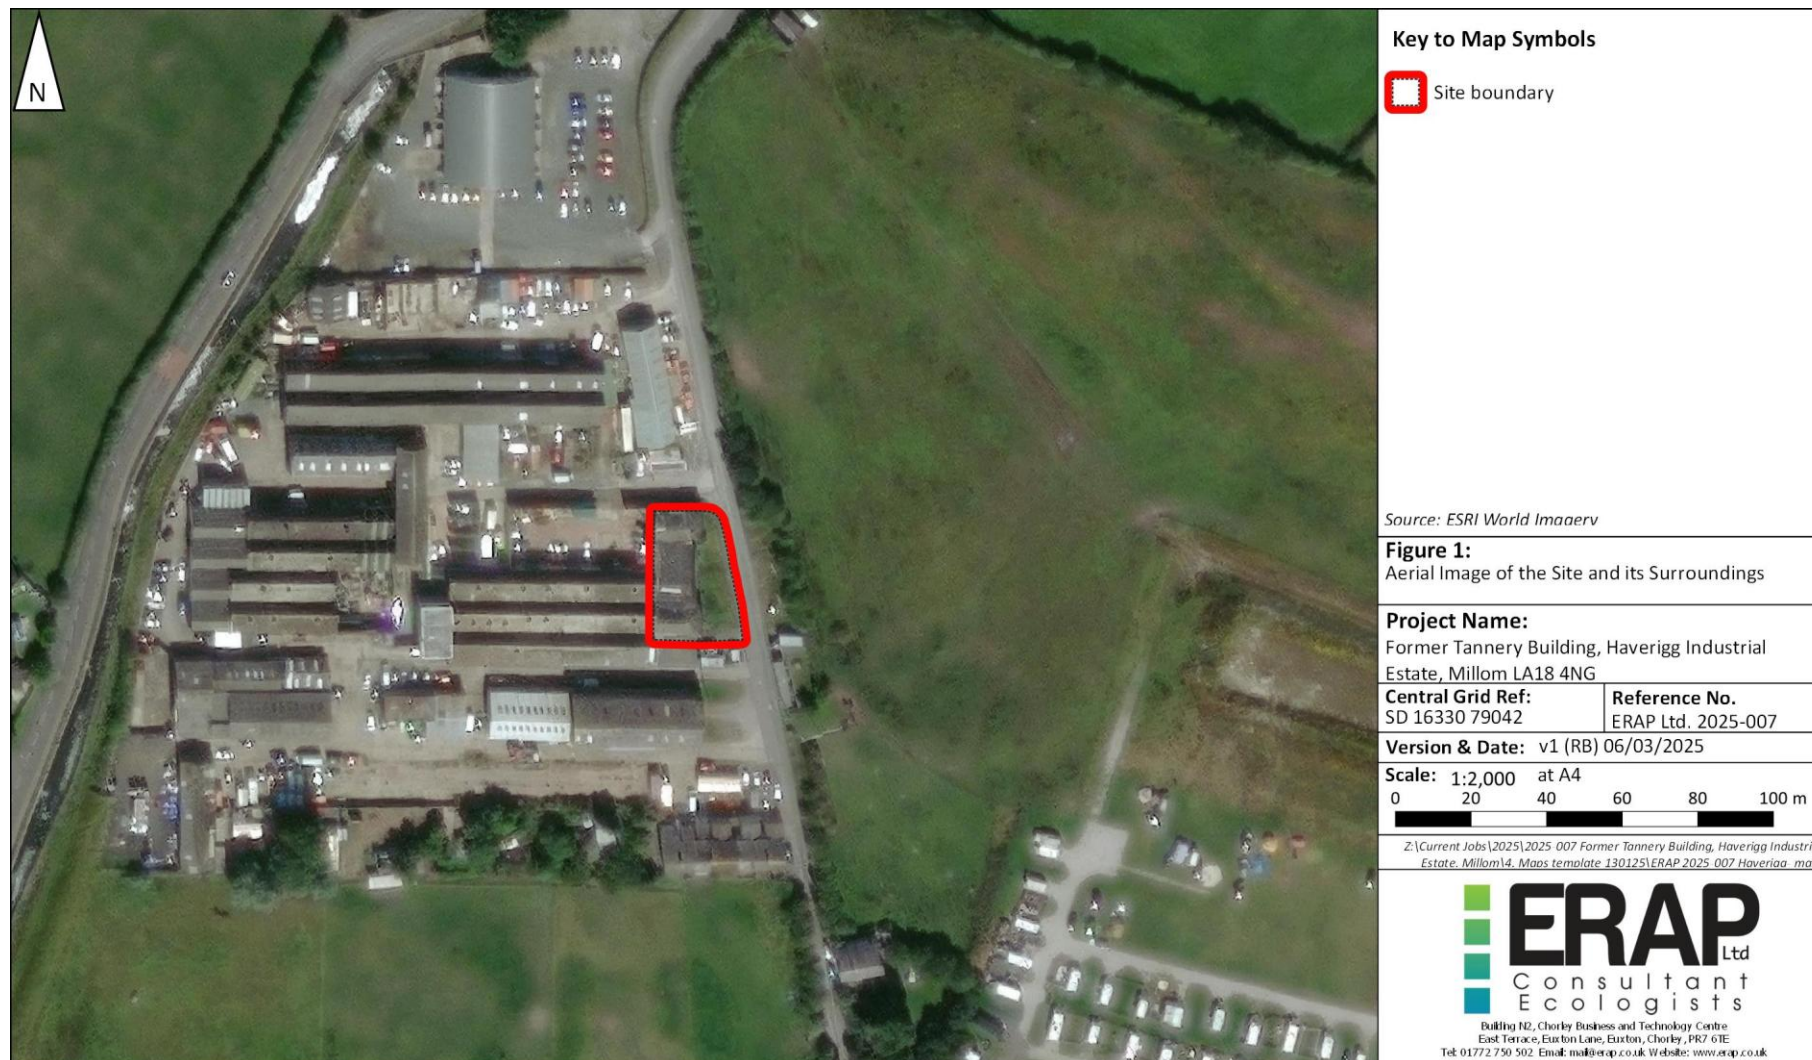 N
Key to Map Symbols
Site boundary
Source: ESRI World Imagery
Figure 1:
Aerial Image of the Site and its Surroundings
Project Name:
Former Tannery Building, Haverigg Industrial
Estate, Millom LA18 4NG
Central Grid Ref:
SD 16330 79042
Reference No.
ERAP Ltd. 2025-007
Version & Date: v1 (RB) 06/03/2025
Scale: 1:2,000 at A4
0 20 40 60 80 100 m
Z:\Current Jobs\2025\2025 007 Former Tannery Building, Haverigg Industri
Estate, Millom\4. Maps template 130125\ERAP 2025 007 Haverigg ma
ERAP
Ltd
Consultant
Ecologists
Building N2, Chorley Business and Technology Centre
East Terrace, Euxton Lane, Euxton, Chorley, PR7 6TE
Tel: 01772 750 502 Email: mail@erap.co.uk Website: www.erap.co.uk